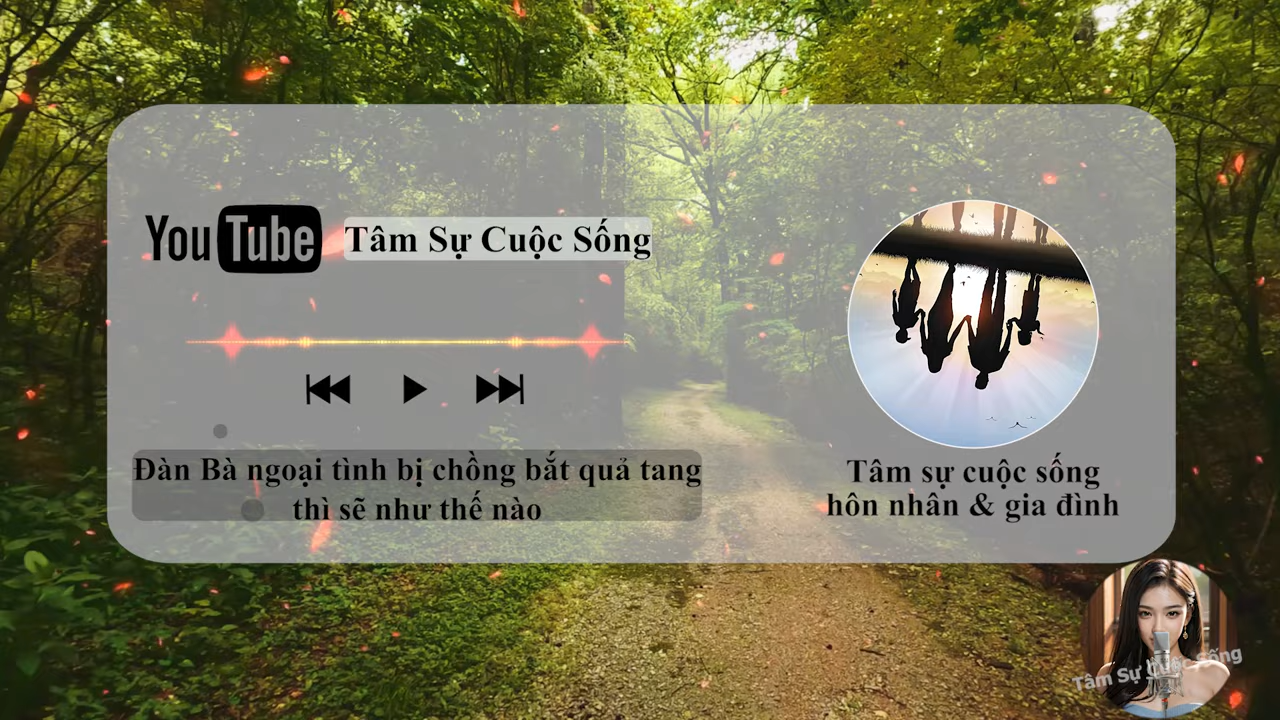 YouTube Tâm Sự Cuộc Sống
Đàn Bà ngoại tình bị chồng bắt quả tang
thì sẽ như thế nào
Tâm sự cuộc sống
hôn nhân & gia đình
Tâm Sự Cuộc Sống